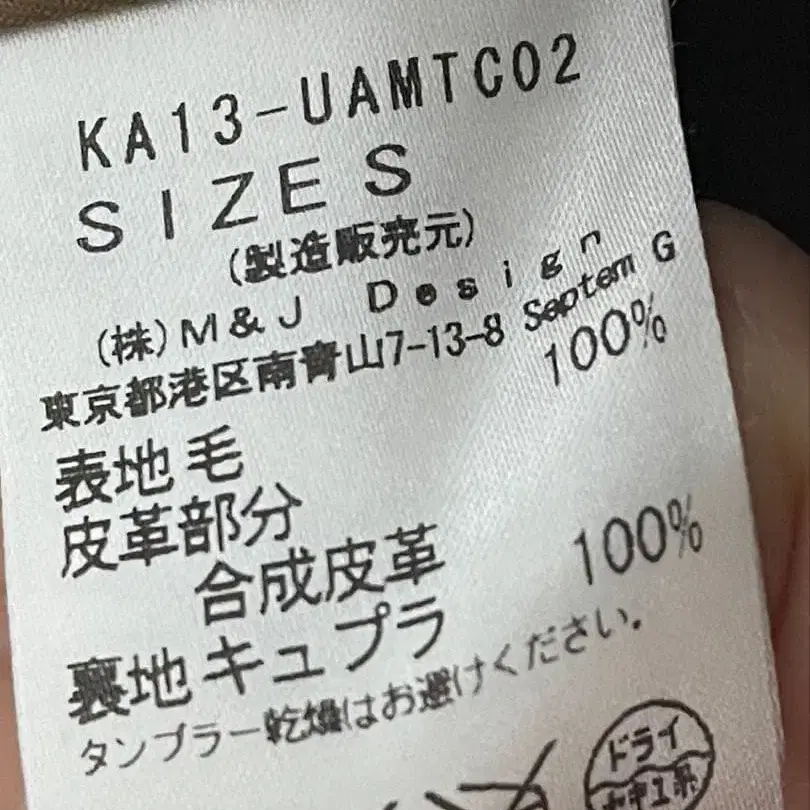 KA13-UAMTC02
SIZE S
(製造販売元)
(株)M&J Design
東京都港区南青山7-13-8 Septem G
表地 毛 100%
皮革部分
合成皮革
裏地 キュプラ 100%
タンブラー乾燥はお避けください.
ドライ